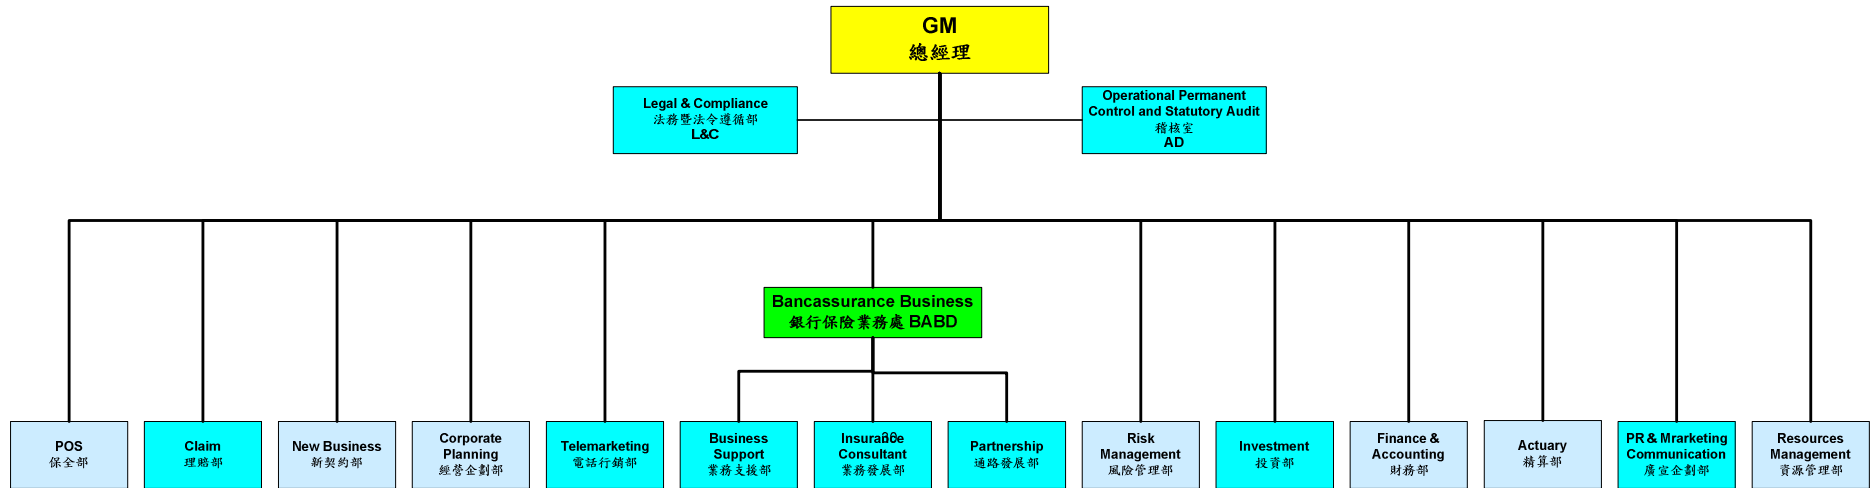 GM
總經理
Legal & Compliance
法務暨法令遵循部
L&C
Operational Permanent
Control and Statutory Audit
稽核室
AD
Bancassurance Business
銀行保險業務處 BABD
POS
保全部
Claim
理賠部
New Business
新契約部
Corporate
Planning
經營企劃部
Telemarketing
電話行銷部
Business
Support
業務支援部
Consultant
業務發展部
Partnership
通路發展部
Risk
Management
風險管理部
Investment
投資部
Finance &
Accounting
財務部
Actuary
精算部
PR & Mrarketing
Communication
廣宣企劃部
Resources
Management
資源管理部